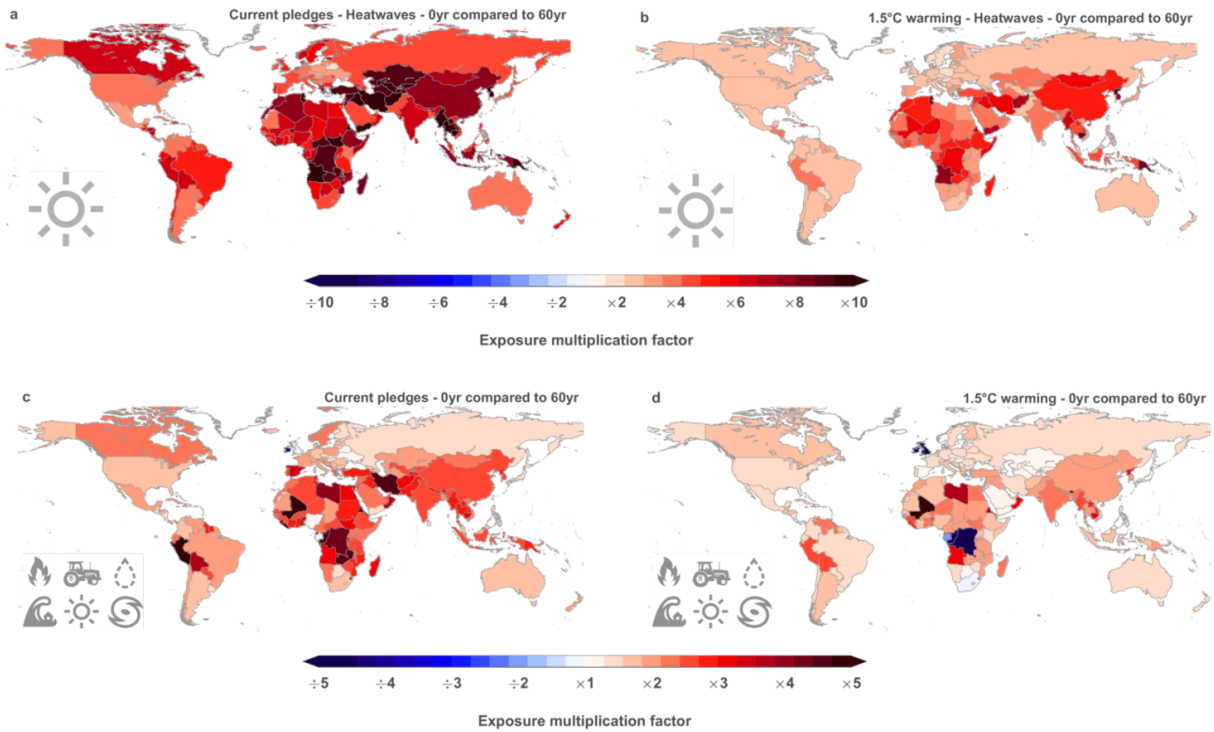 a
Current pledges - Heatwaves - 0yr compared to 60yr
b
1.5°C warming - Heatwaves - 0yr compared to 60yr
÷10 ÷8 ÷6 ÷4 ÷2 ×2 ×4 ×6 ×8 ×10
Exposure multiplication factor
c
Current pledges - 0yr compared to 60yr
d
1.5°C warming - 0yr compared to 60yr
÷5 ÷4 ÷3 ÷2 ×1 ×2 ×3 ×4 ×5
Exposure multiplication factor